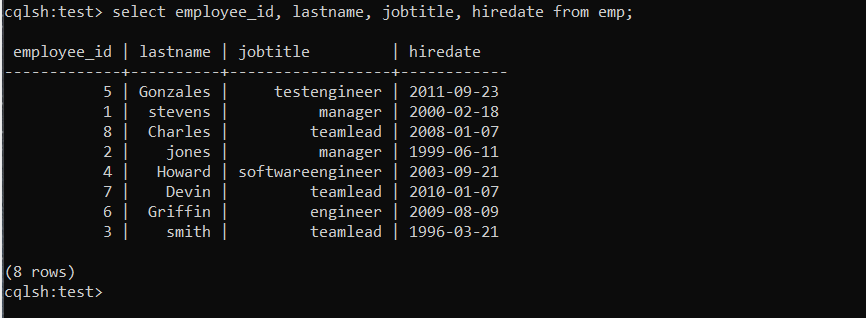 cqlsh:test> select employee_id, lastname, jobtitle, hiredate from emp;
 employee_id | lastname | jobtitle         | hiredate
-------------+----------+------------------+------------
           5 | Gonzales |     testengineer | 2011-09-23
           1 |  stevens |          manager | 2000-02-18
           8 |  Charles |         teamlead | 2008-01-07
           2 |    jones |          manager | 1999-06-11
           4 |   Howard | softwareengineer | 2003-09-21
           7 |    Devin |         teamlead | 2010-01-07
           6 |  Griffin |         engineer | 2009-08-09
           3 |    smith |         teamlead | 1996-03-21
(8 rows)
cqlsh:test>